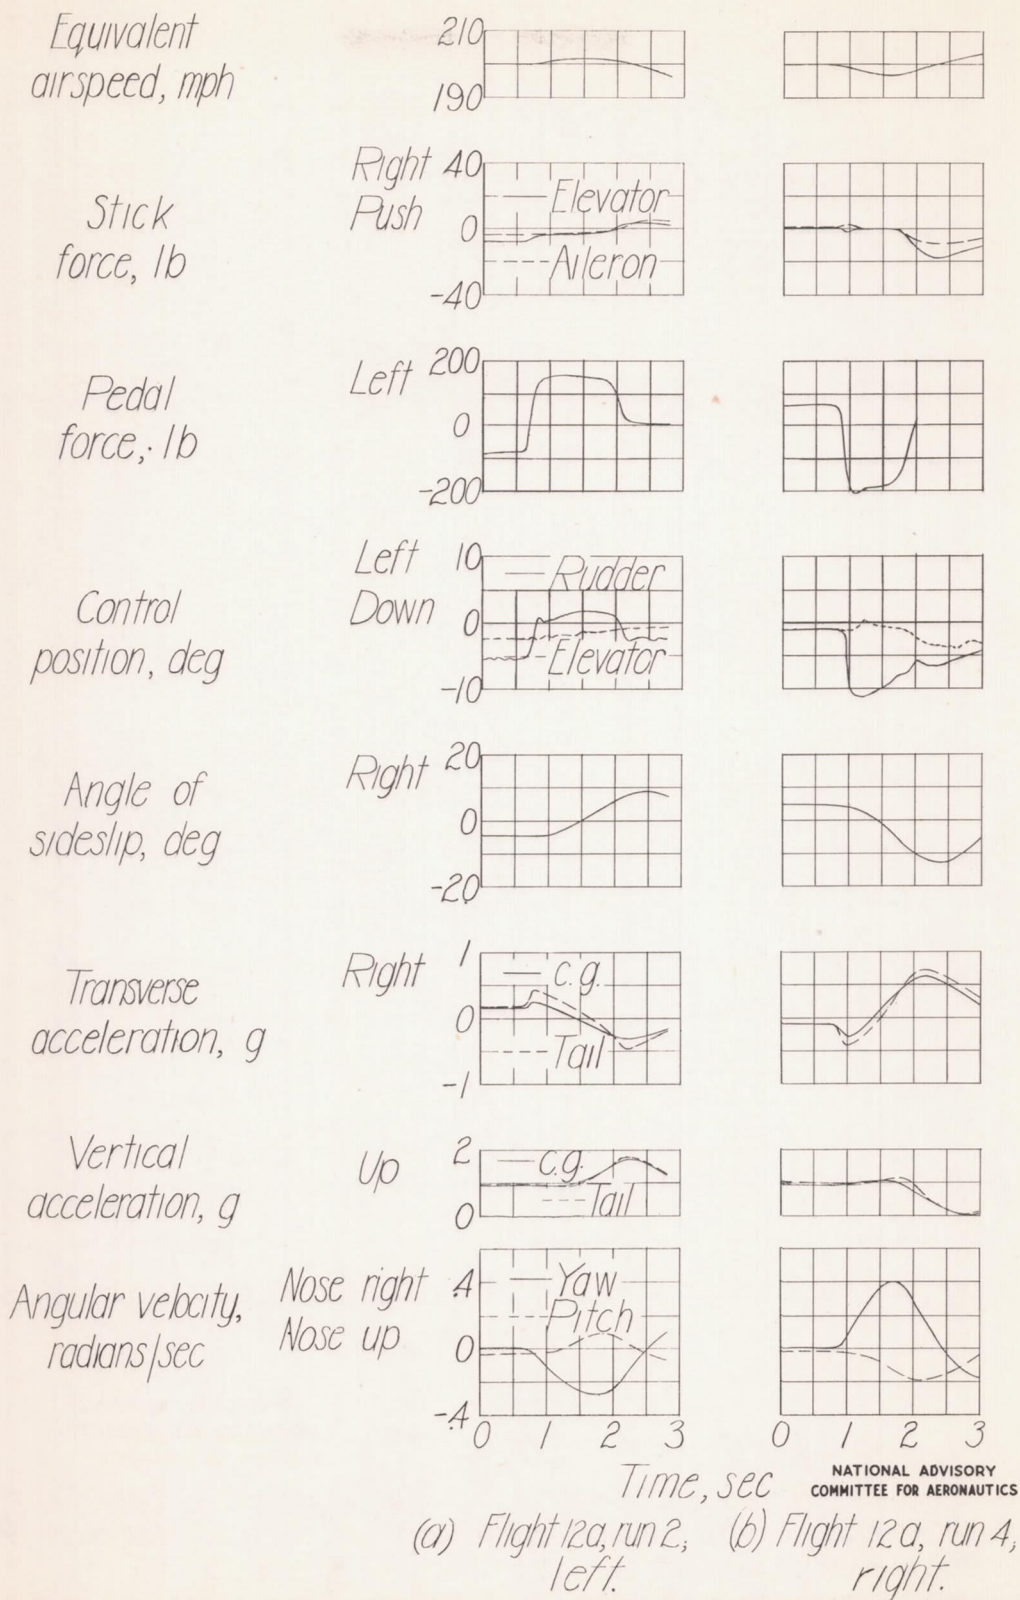 Equivalent
airspeed, mph
210
190
Stick
force, lb
Right
Push
40
0
-40
Elevator
Aileron
Pedal
force, lb
Left
200
0
-200
Control
position, deg
Left
Down
10
0
-10
Rudder
Elevator
Angle of
sideslip, deg
Right
20
0
-20
Transverse
acceleration, g
Right
1
0
-1
c.g.
Tail
Vertical
acceleration, g
Up
2
0
c.g.
Tail
Angular velocity,
radians/sec
Nose right
Nose up
.4
0
-.4
Yaw
Pitch
0 1 2 3 0 1 2 3
Time, sec
NATIONAL ADVISORY
COMMITTEE FOR AERONAUTICS
(a) Flight 12a, run 2,
left.
(b) Flight 12a, run 4,
right.